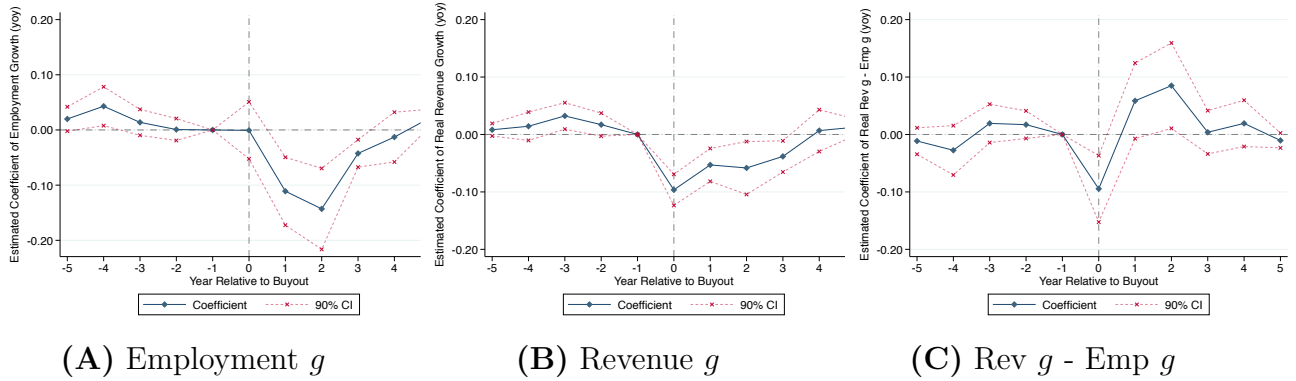 Estimated Coefficient of Employment Growth (yoy)
0.20
0.10
0.00
-0.10
-0.20
-5 -4 -3 -2 -1 0 1 2 3 4
Year Relative to Buyout
Coefficient 90% CI
(A) Employment g
Estimated Coefficient of Real Revenue Growth (yoy)
0.20
0.10
0.00
-0.10
-0.20
-5 -4 -3 -2 -1 0 1 2 3 4
Year Relative to Buyout
Coefficient 90% CI
(B) Revenue g
Estimated Coefficient of Real Rev g - Emp g (yoy)
0.20
0.10
0.00
-0.10
-0.20
-5 -4 -3 -2 -1 0 1 2 3 4 5
Year Relative to Buyout
Coefficient 90% CI
(C) Rev g - Emp g